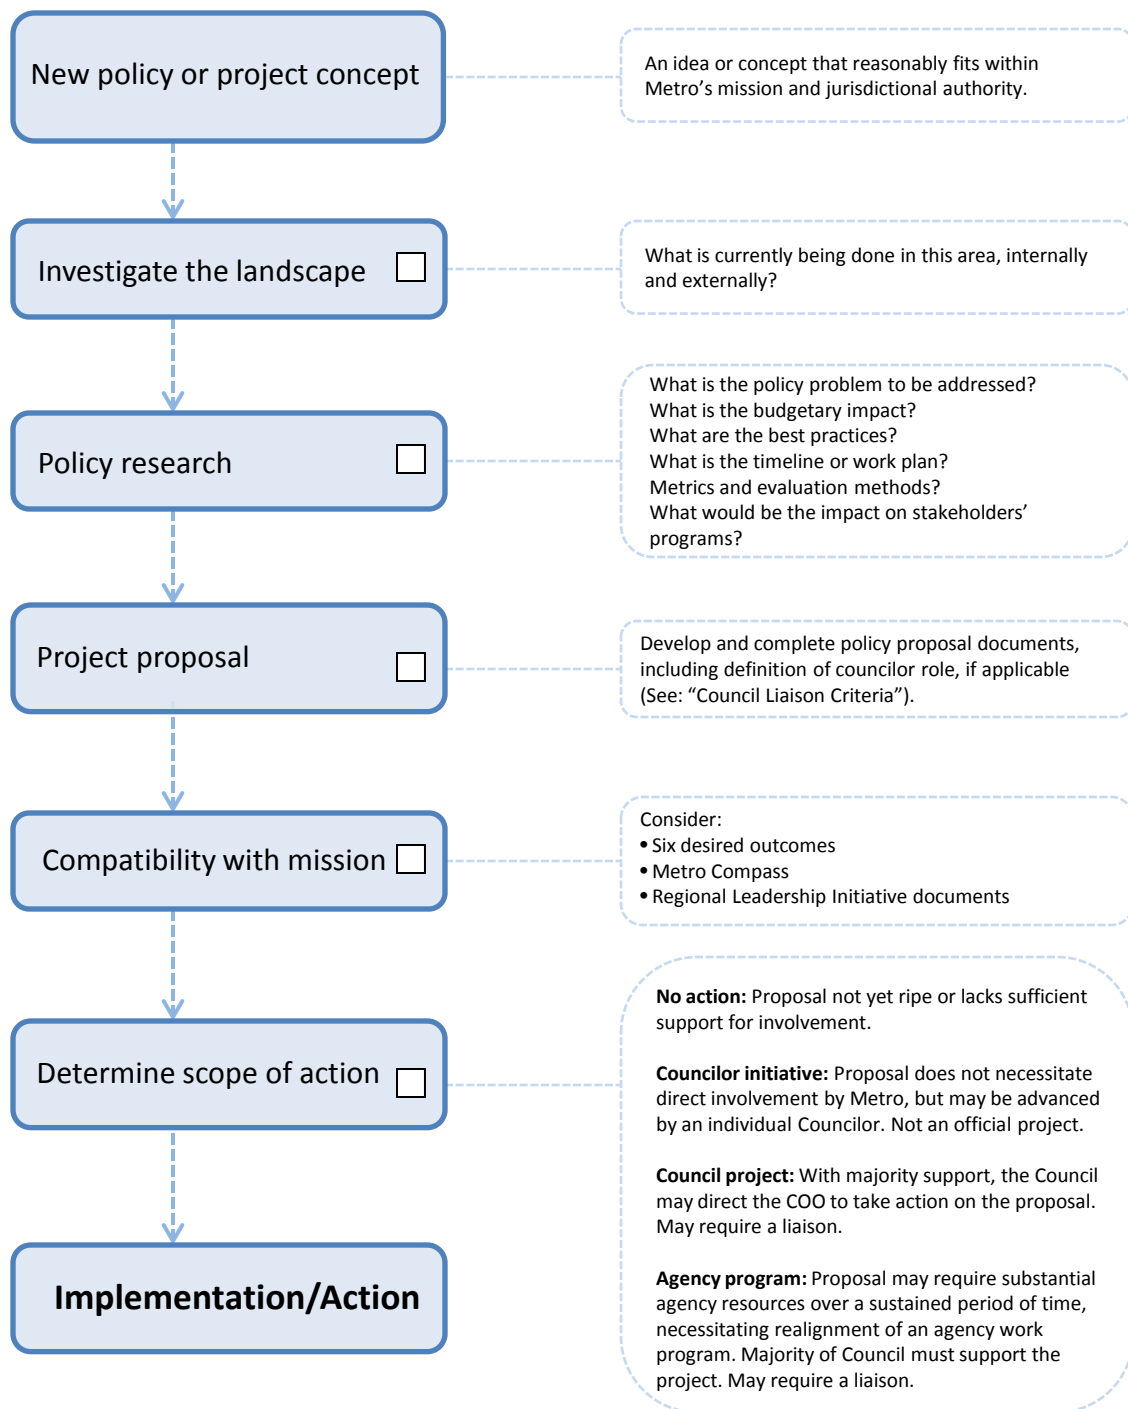 New policy or project concept
An idea or concept that reasonably fits within
Metro’s mission and jurisdictional authority.
Investigate the landscape
What is currently being done in this area, internally
and externally?
Policy research
What is the policy problem to be addressed?
What is the budgetary impact?
What are the best practices?
What is the timeline or work plan?
Metrics and evaluation methods?
What would be the impact on stakeholders’
programs?
Project proposal
Develop and complete policy proposal documents,
including definition of councilor role, if applicable
(See: “Council Liaison Criteria”).
Compatibility with mission
Consider:
• Six desired outcomes
• Metro Compass
• Regional Leadership Initiative documents
Determine scope of action
No action: Proposal not yet ripe or lacks sufficient
support for involvement.
Councilor initiative: Proposal does not necessitate
direct involvement by Metro, but may be advanced
by an individual Councilor. Not an official project.
Council project: With majority support, the Council
may direct the COO to take action on the proposal.
May require a liaison.
Agency program: Proposal may require substantial
agency resources over a sustained period of time,
necessitating realignment of an agency work
program. Majority of Council must support the
project. May require a liaison.
Implementation/Action